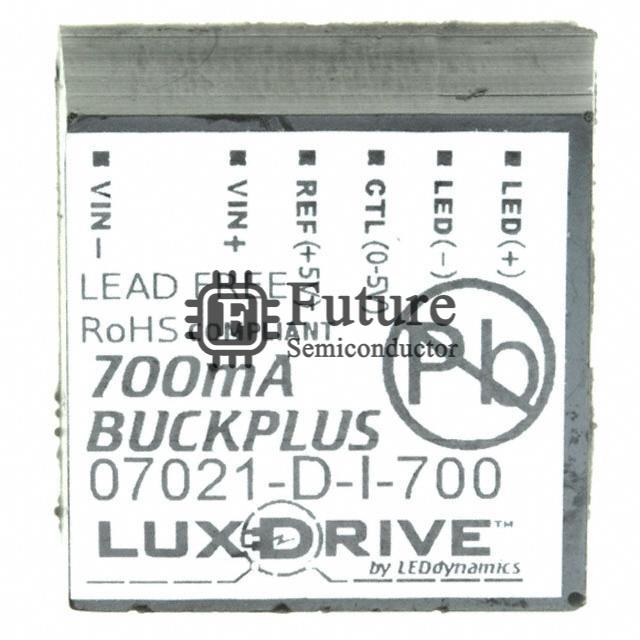 VIN-
VIN+
REF(+5V)
CTL(0-5V)
LED(-)
LED(+)
LEAD FREE
RoHS COMPLIANT
Future
Semiconductor
Pb
700mA
BUCKPLUS
07021-D-I-700
LUXDRIVE™
by LEDdynamics